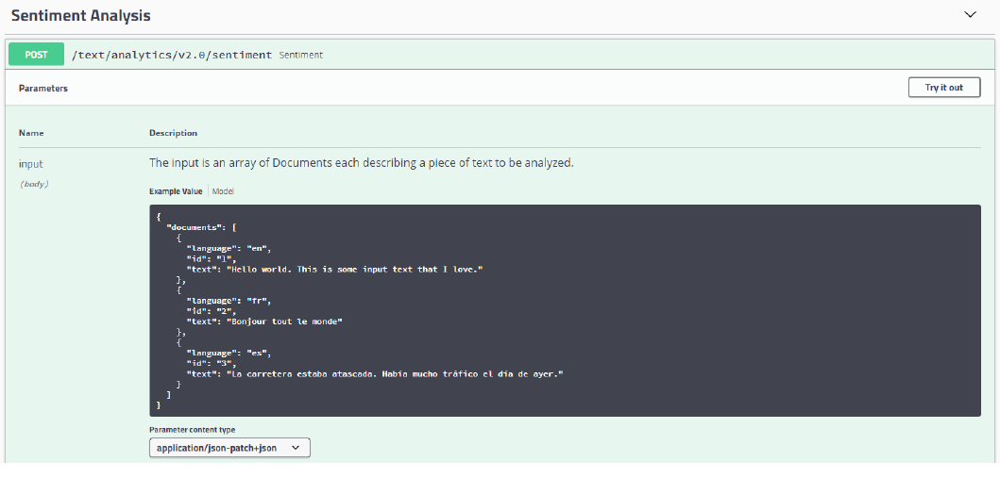 Sentiment Analysis
POST /text/analytics/v2.0/sentiment Sentiment
Parameters
Try it out
Name Description
input
(body)
The input is an array of Documents each describing a piece of text to be analyzed.
Example Value Model
{
"documents": [
{
"language": "en",
"id": "1",
"text": "Hello world. This is some input text that I love."
},
{
"language": "fr",
"id": "2",
"text": "Bonjour tout le monde"
},
{
"language": "es",
"id": "3",
"text": "La carretera estaba atascada. Había mucho tráfico el día de ayer."
}
]
}
Parameter content type
application/json-patch+json